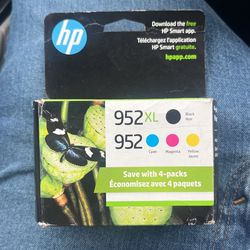 Download the free
HP Smart app.
Téléchargez l'app
HP Smart gratuite.
hpapp.com
hp
952XL
Black
Noir
952
Cyan
Magenta
Yellow
Jaune
Save with 4-packs
Économisez avec 4 paquets